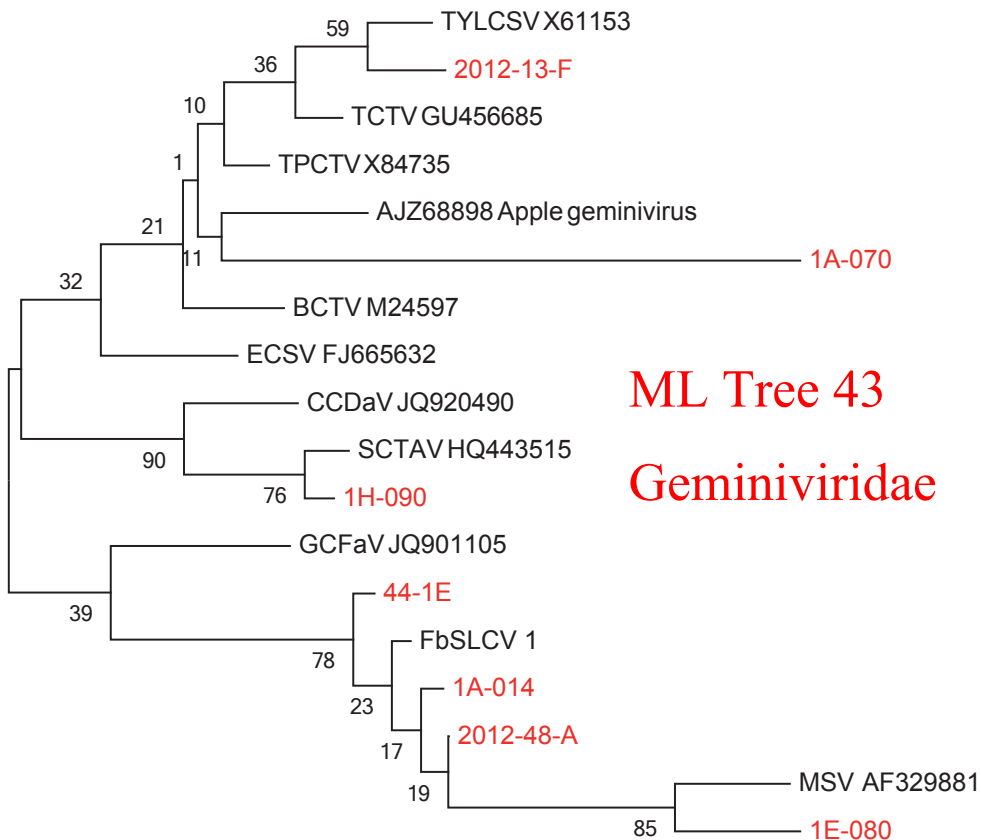 59
TYLCSV X61153
2012-13-F
36
TCTV GU456685
10
TPCTV X84735
1
AJZ68898 Apple geminivirus
21
11
1A-070
32
BCTV M24597
ECSV FJ665632
ML Tree 43
CCDaV JQ920490
SCTAV HQ443515
90
Geminiviridae
76
1H-090
GCFaV JQ901105
44-1E
39
FbSLCV 1
78
1A-014
23
2012-48-A
17
MSV AF329881
19
85
1E-080